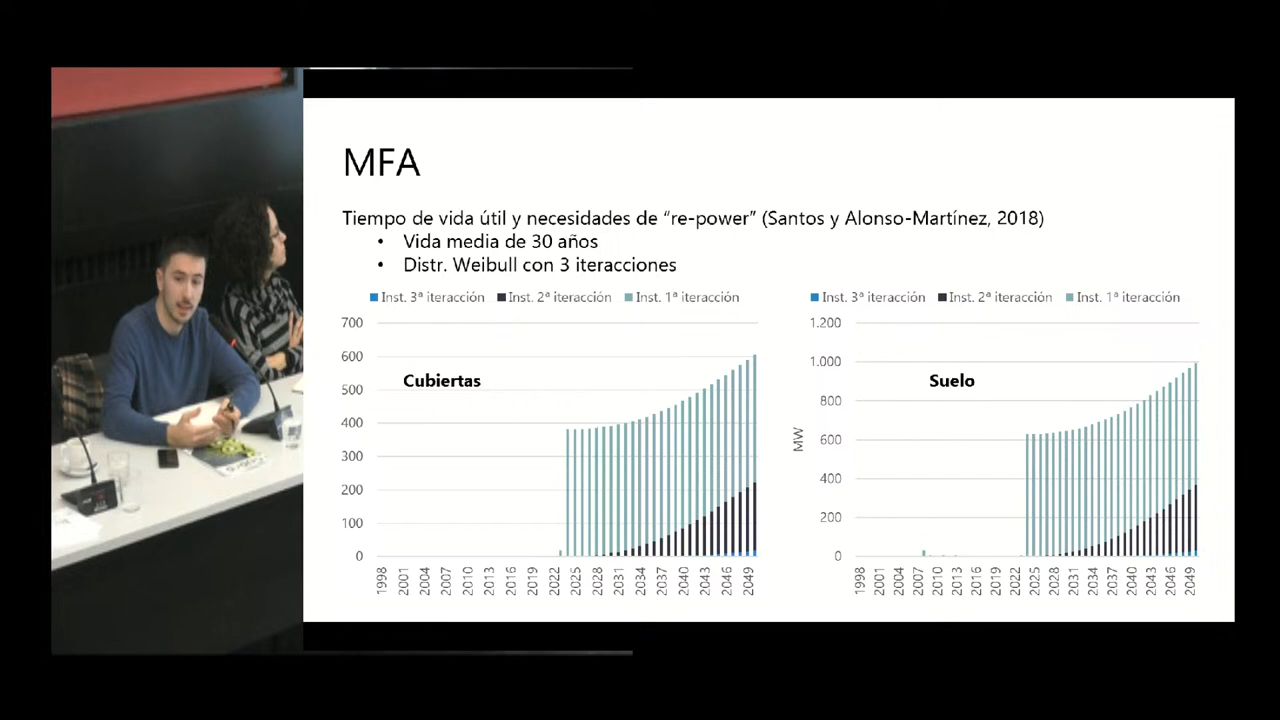 MFA
Tiempo de vida útil y necesidades de “re-power” (Santos y Alonso-Martínez, 2018)
• Vida media de 30 años
• Distr. Weibull con 3 iteracciones
Inst. 3ª iteracción Inst. 2ª iteracción Inst. 1ª iteracción
700
600
500
400
300
200
100
0
Cubiertas
1998 2001 2004 2007 2010 2013 2016 2019 2022 2025 2028 2031 2034 2037 2040 2043 2046 2049
Inst. 3ª iteracción Inst. 2ª iteracción Inst. 1ª iteracción
1.200
1.000
800
600
400
200
0
MW
Suelo
1998 2001 2004 2007 2010 2013 2016 2019 2022 2025 2028 2031 2034 2037 2040 2043 2046 2049